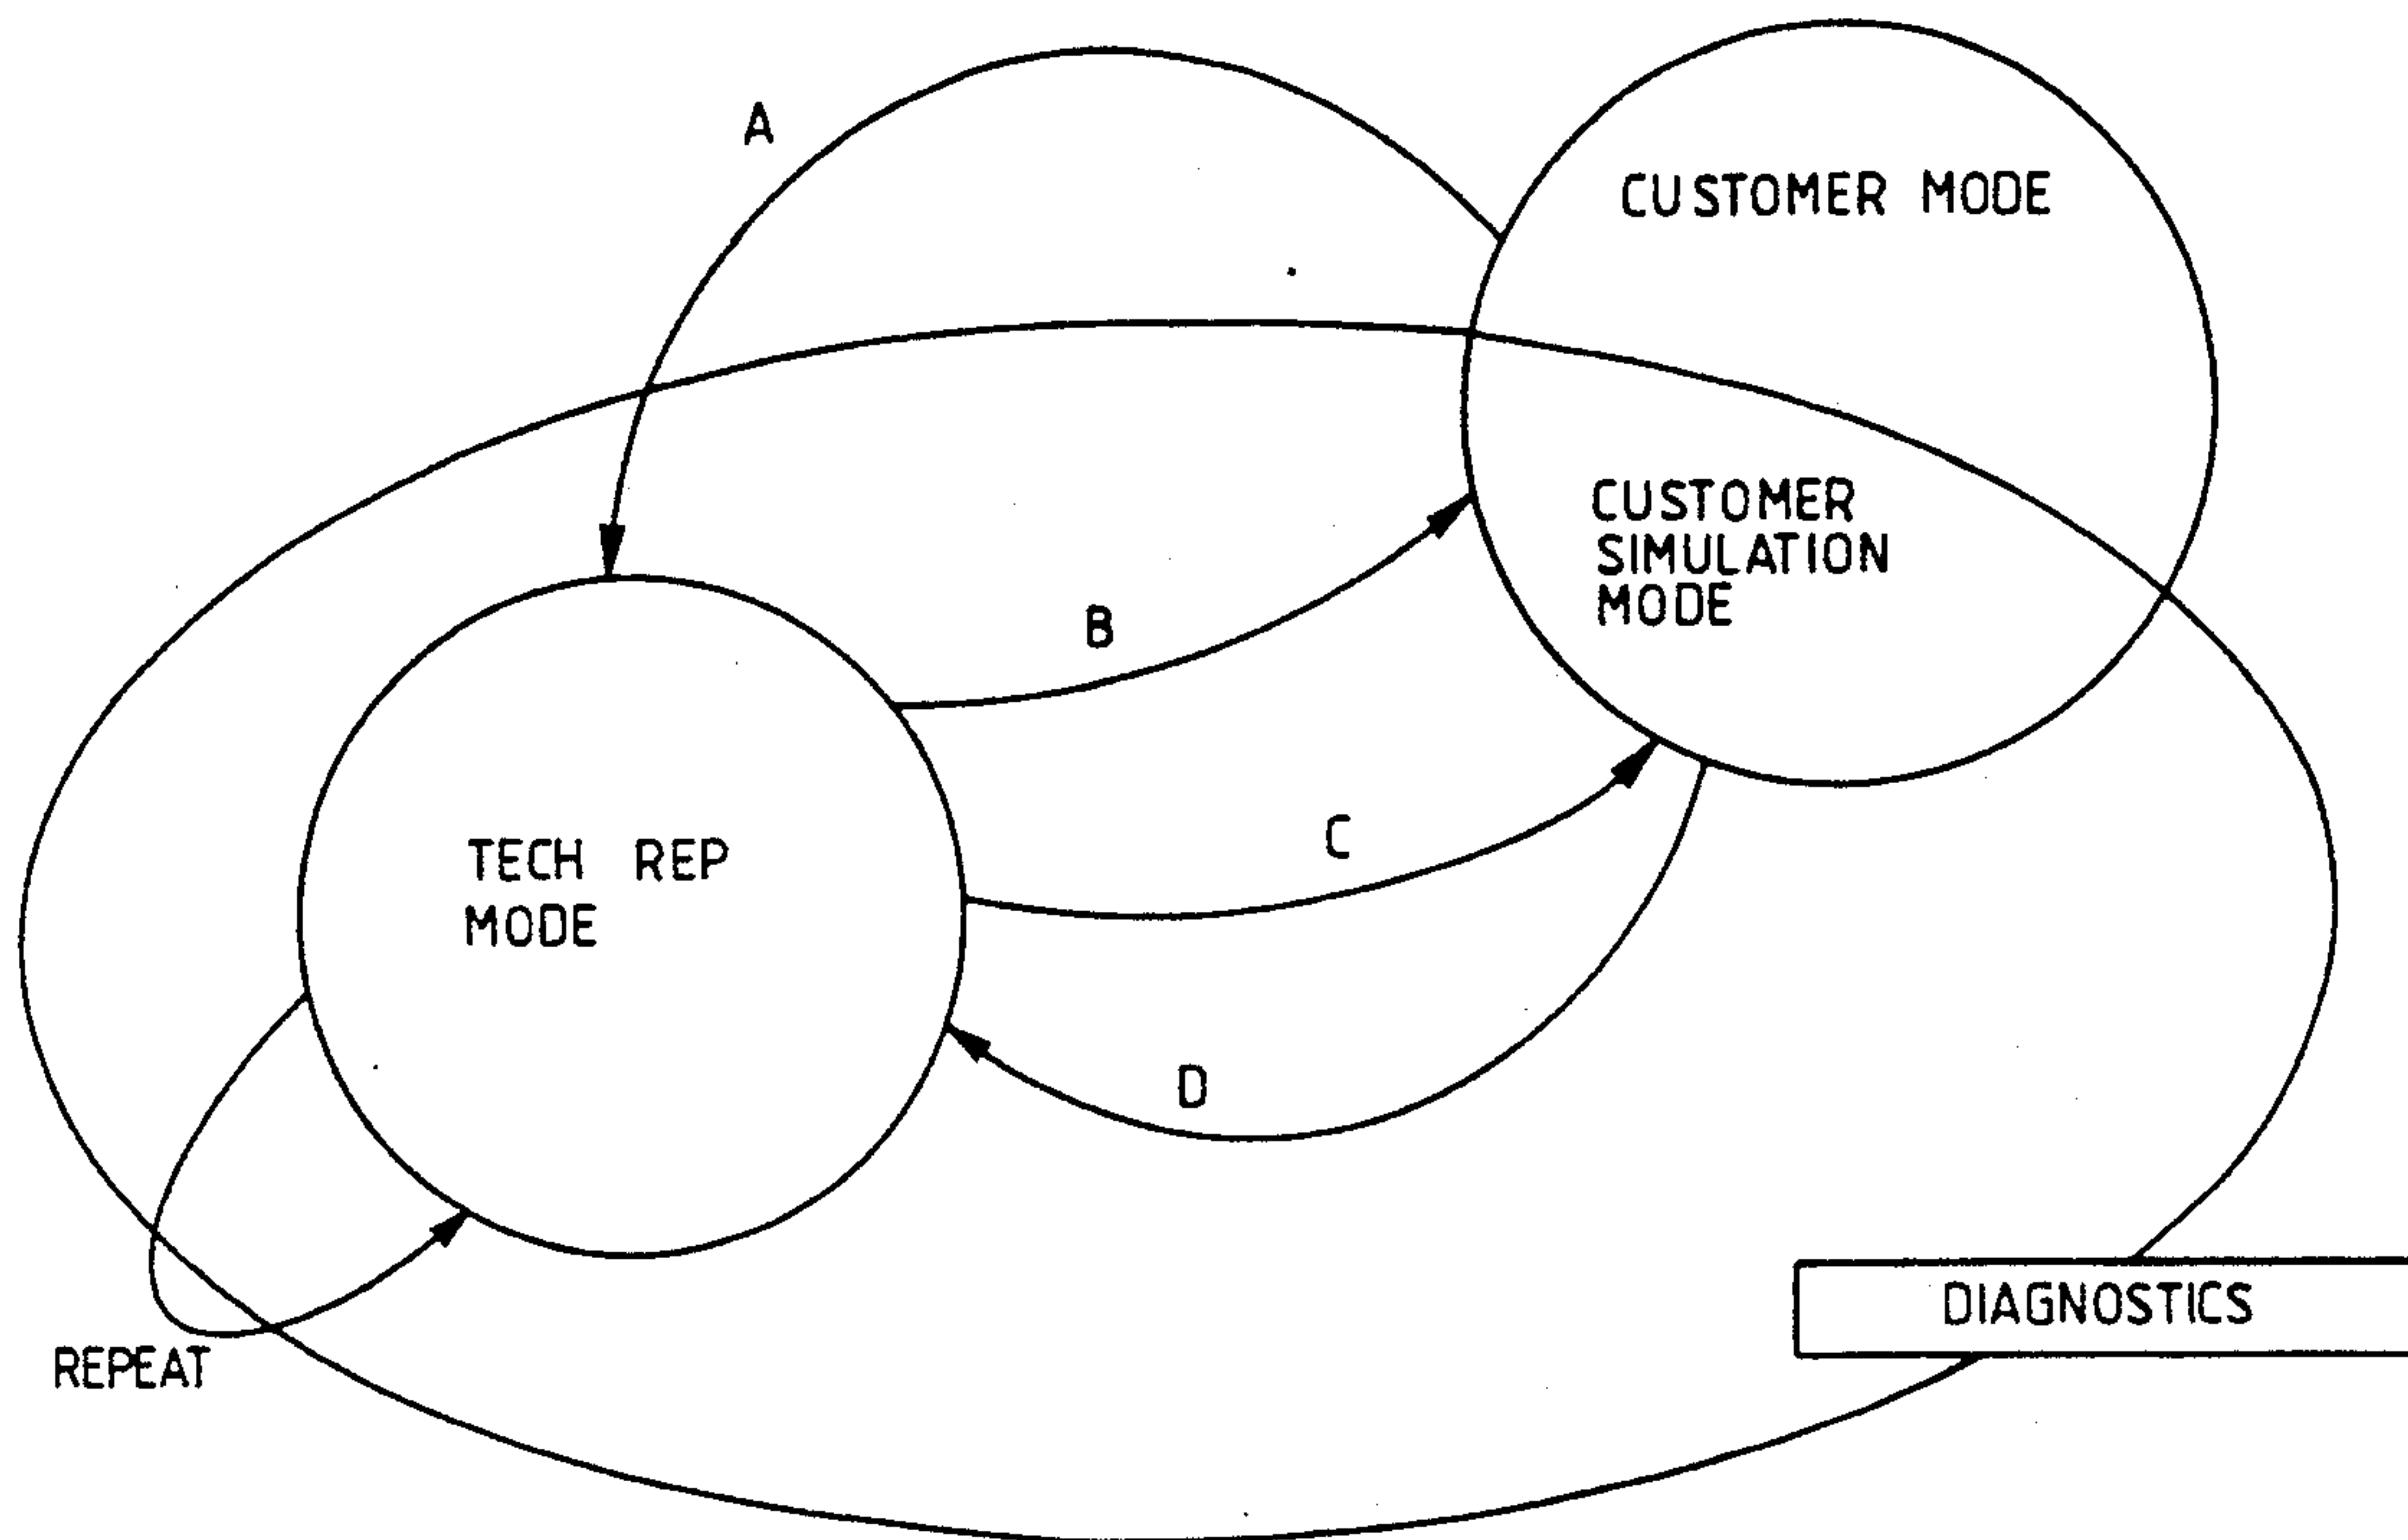 A
CUSTOMER MODE
CUSTOMER
SIMULATION
MODE
B
C
TECH REP
MODE
D
DIAGNOSTICS
REPEAT